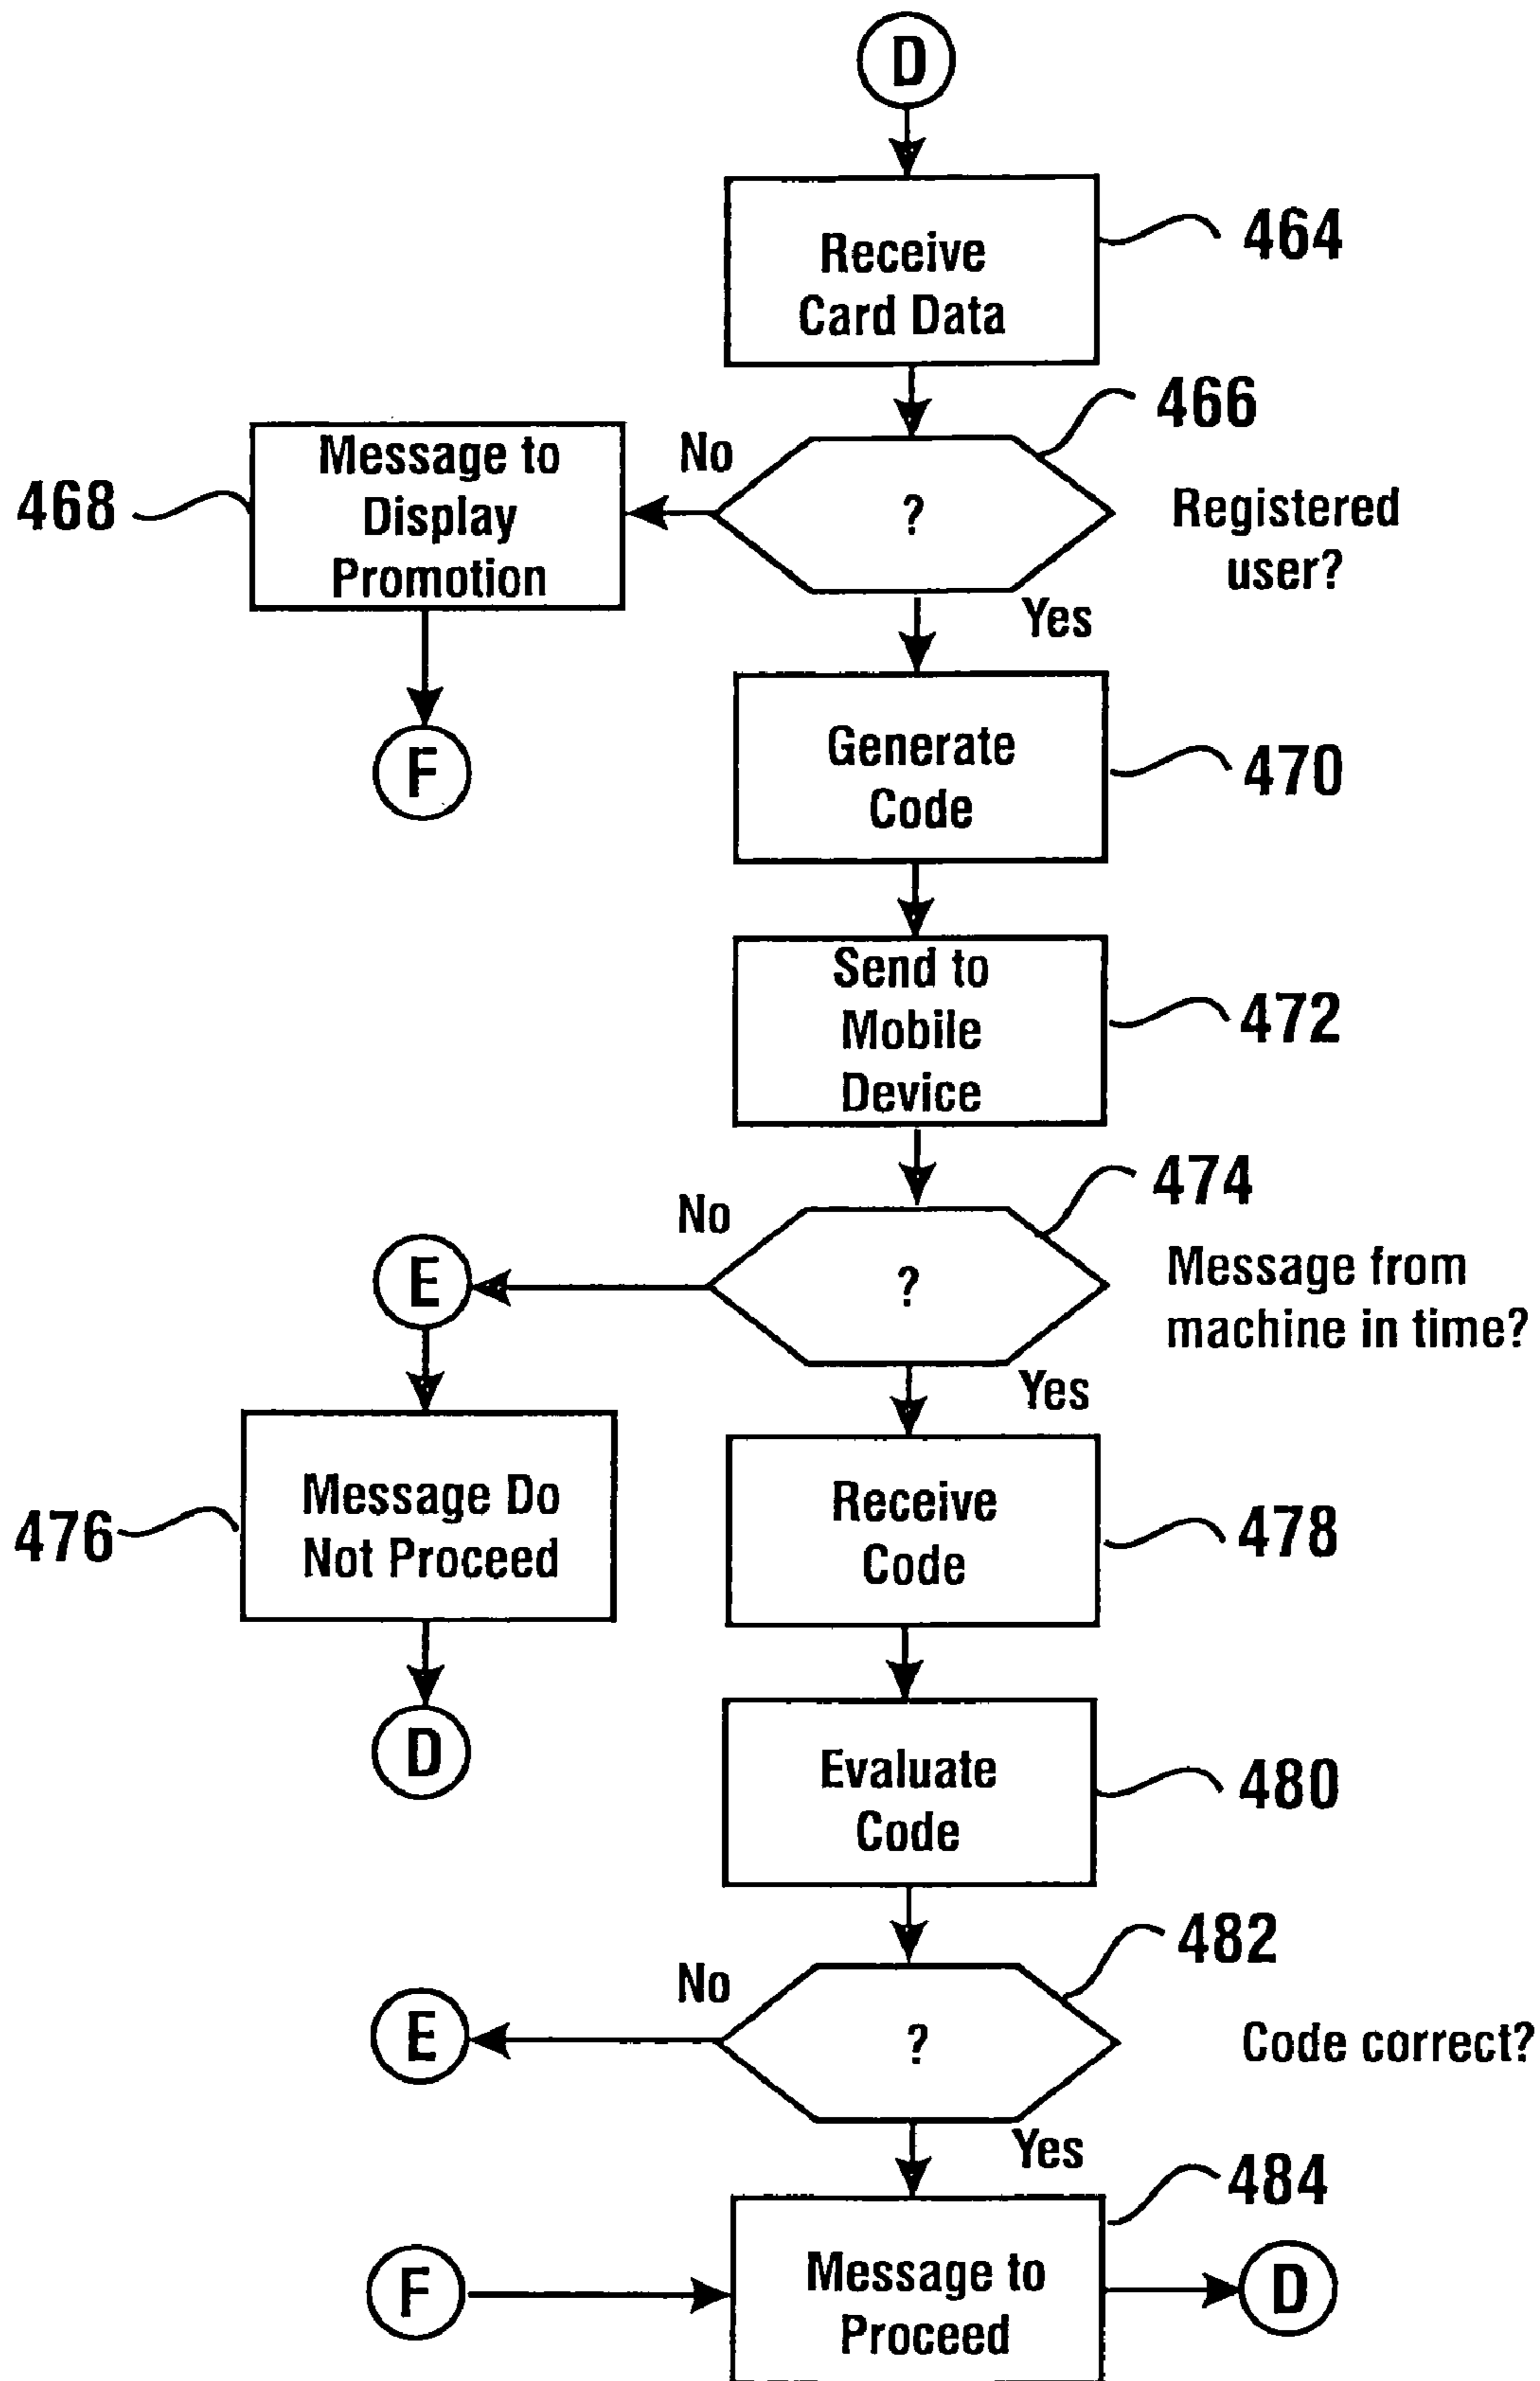 D
Receive
Card Data
464
466
No
?
Registered
user?
Message to
Display
Promotion
468
Yes
F
Generate
Code
470
Send to
Mobile
Device
472
474
No
?
Message from
machine in time?
E
Yes
Message Do
Not Proceed
476
Receive
Code
478
D
Evaluate
Code
480
482
No
?
Code correct?
E
Yes
484
F
Message to
Proceed
D